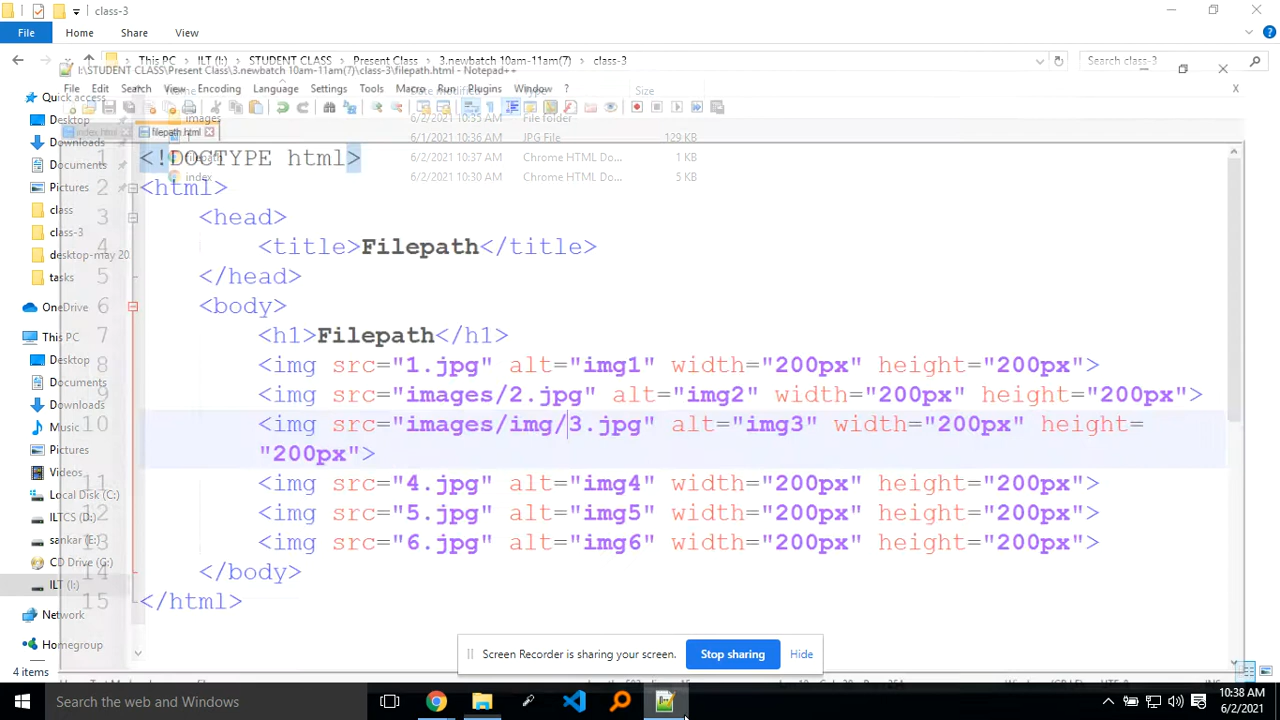 class-3
File Home Share View
This PC ILT (I:) STUDENT CLASS Present Class 3.newbatch 10am-11am(7) class-3
Search class-3
I:\STUDENT CLASS\Present Class\3.newbatch 10am-11am(7)\class-3\filepath.html - Notepad++
File Edit Search View Encoding Language Settings Tools Macro Run Plugins Window ?
Size
index.html filepath.html
images 6/2/2021 10:35 AM File folder
6/1/2021 10:36 AM JPG File 129 KB
6/2/2021 10:37 AM Chrome HTML Do... 1 KB
index 6/2/2021 10:30 AM Chrome HTML Do... 5 KB
Quick access
Desktop
Downloads
Documents
Pictures
class
class-3
desktop-may 20
tasks
OneDrive
This PC
Desktop
Documents
Downloads
Music
Pictures
Videos
Local Disk (C:)
ILTCS (D:)
sankar (E:)
CD Drive (G:)
ILT (I:)
Network
Homegroup
4 items
1 <!DOCTYPE html>
2 <html>
3 <head>
4 <title>Filepath</title>
5 </head>
6 <body>
7 <h1>Filepath</h1>
8 <img src="1.jpg" alt="img1" width="200px" height="200px">
9 <img src="images/2.jpg" alt="img2" width="200px" height="200px">
10 <img src="images/img/3.jpg" alt="img3" width="200px" height=
"200px">
11 <img src="4.jpg" alt="img4" width="200px" height="200px">
12 <img src="5.jpg" alt="img5" width="200px" height="200px">
13 <img src="6.jpg" alt="img6" width="200px" height="200px">
14 </body>
15 </html>
Screen Recorder is sharing your screen. Stop sharing Hide
Search the web and Windows
10:38 AM
6/2/2021